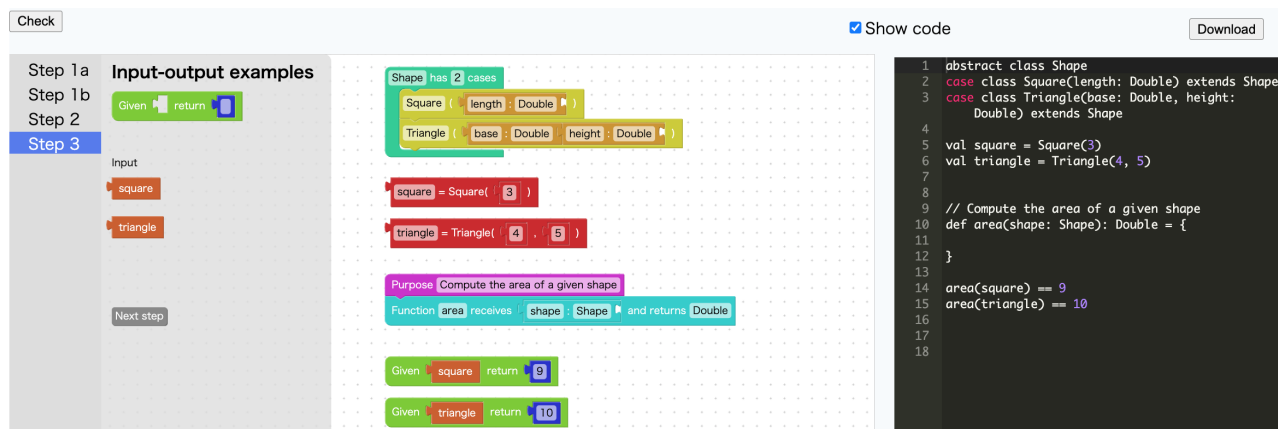 Check
Show code
Download
Step 1a
Step 1b
Step 2
Step 3
Input-output examples
Given return
Input
square
triangle
Next step
Shape has 2 cases
Square ( length : Double )
Triangle ( base : Double height : Double )
square = Square( 3 )
triangle = Triangle( 4 , 5 )
Purpose Compute the area of a given shape
Function area receives shape : Shape and returns Double
Given square return 9
Given triangle return 10
1 abstract class Shape
2 case class Square(length: Double) extends Shape
3 case class Triangle(base: Double, height:
Double) extends Shape
4
5 val square = Square(3)
6 val triangle = Triangle(4, 5)
7
8
9 // Compute the area of a given shape
10 def area(shape: Shape): Double = {
11
12 }
13
14 area(square) == 9
15 area(triangle) == 10
16
17
18